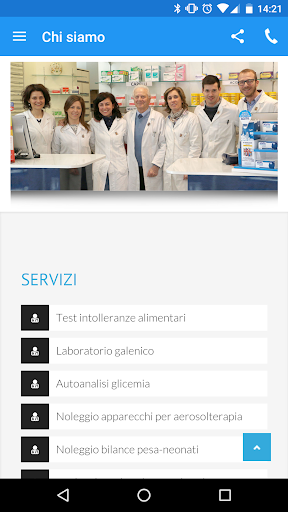 14:21
Chi siamo
SERVIZI
Test intolleranze alimentari
Laboratorio galenico
Autoanalisi glicemia
Noleggio apparecchi per aerosolterapia
Noleggio bilance pesa-neonati